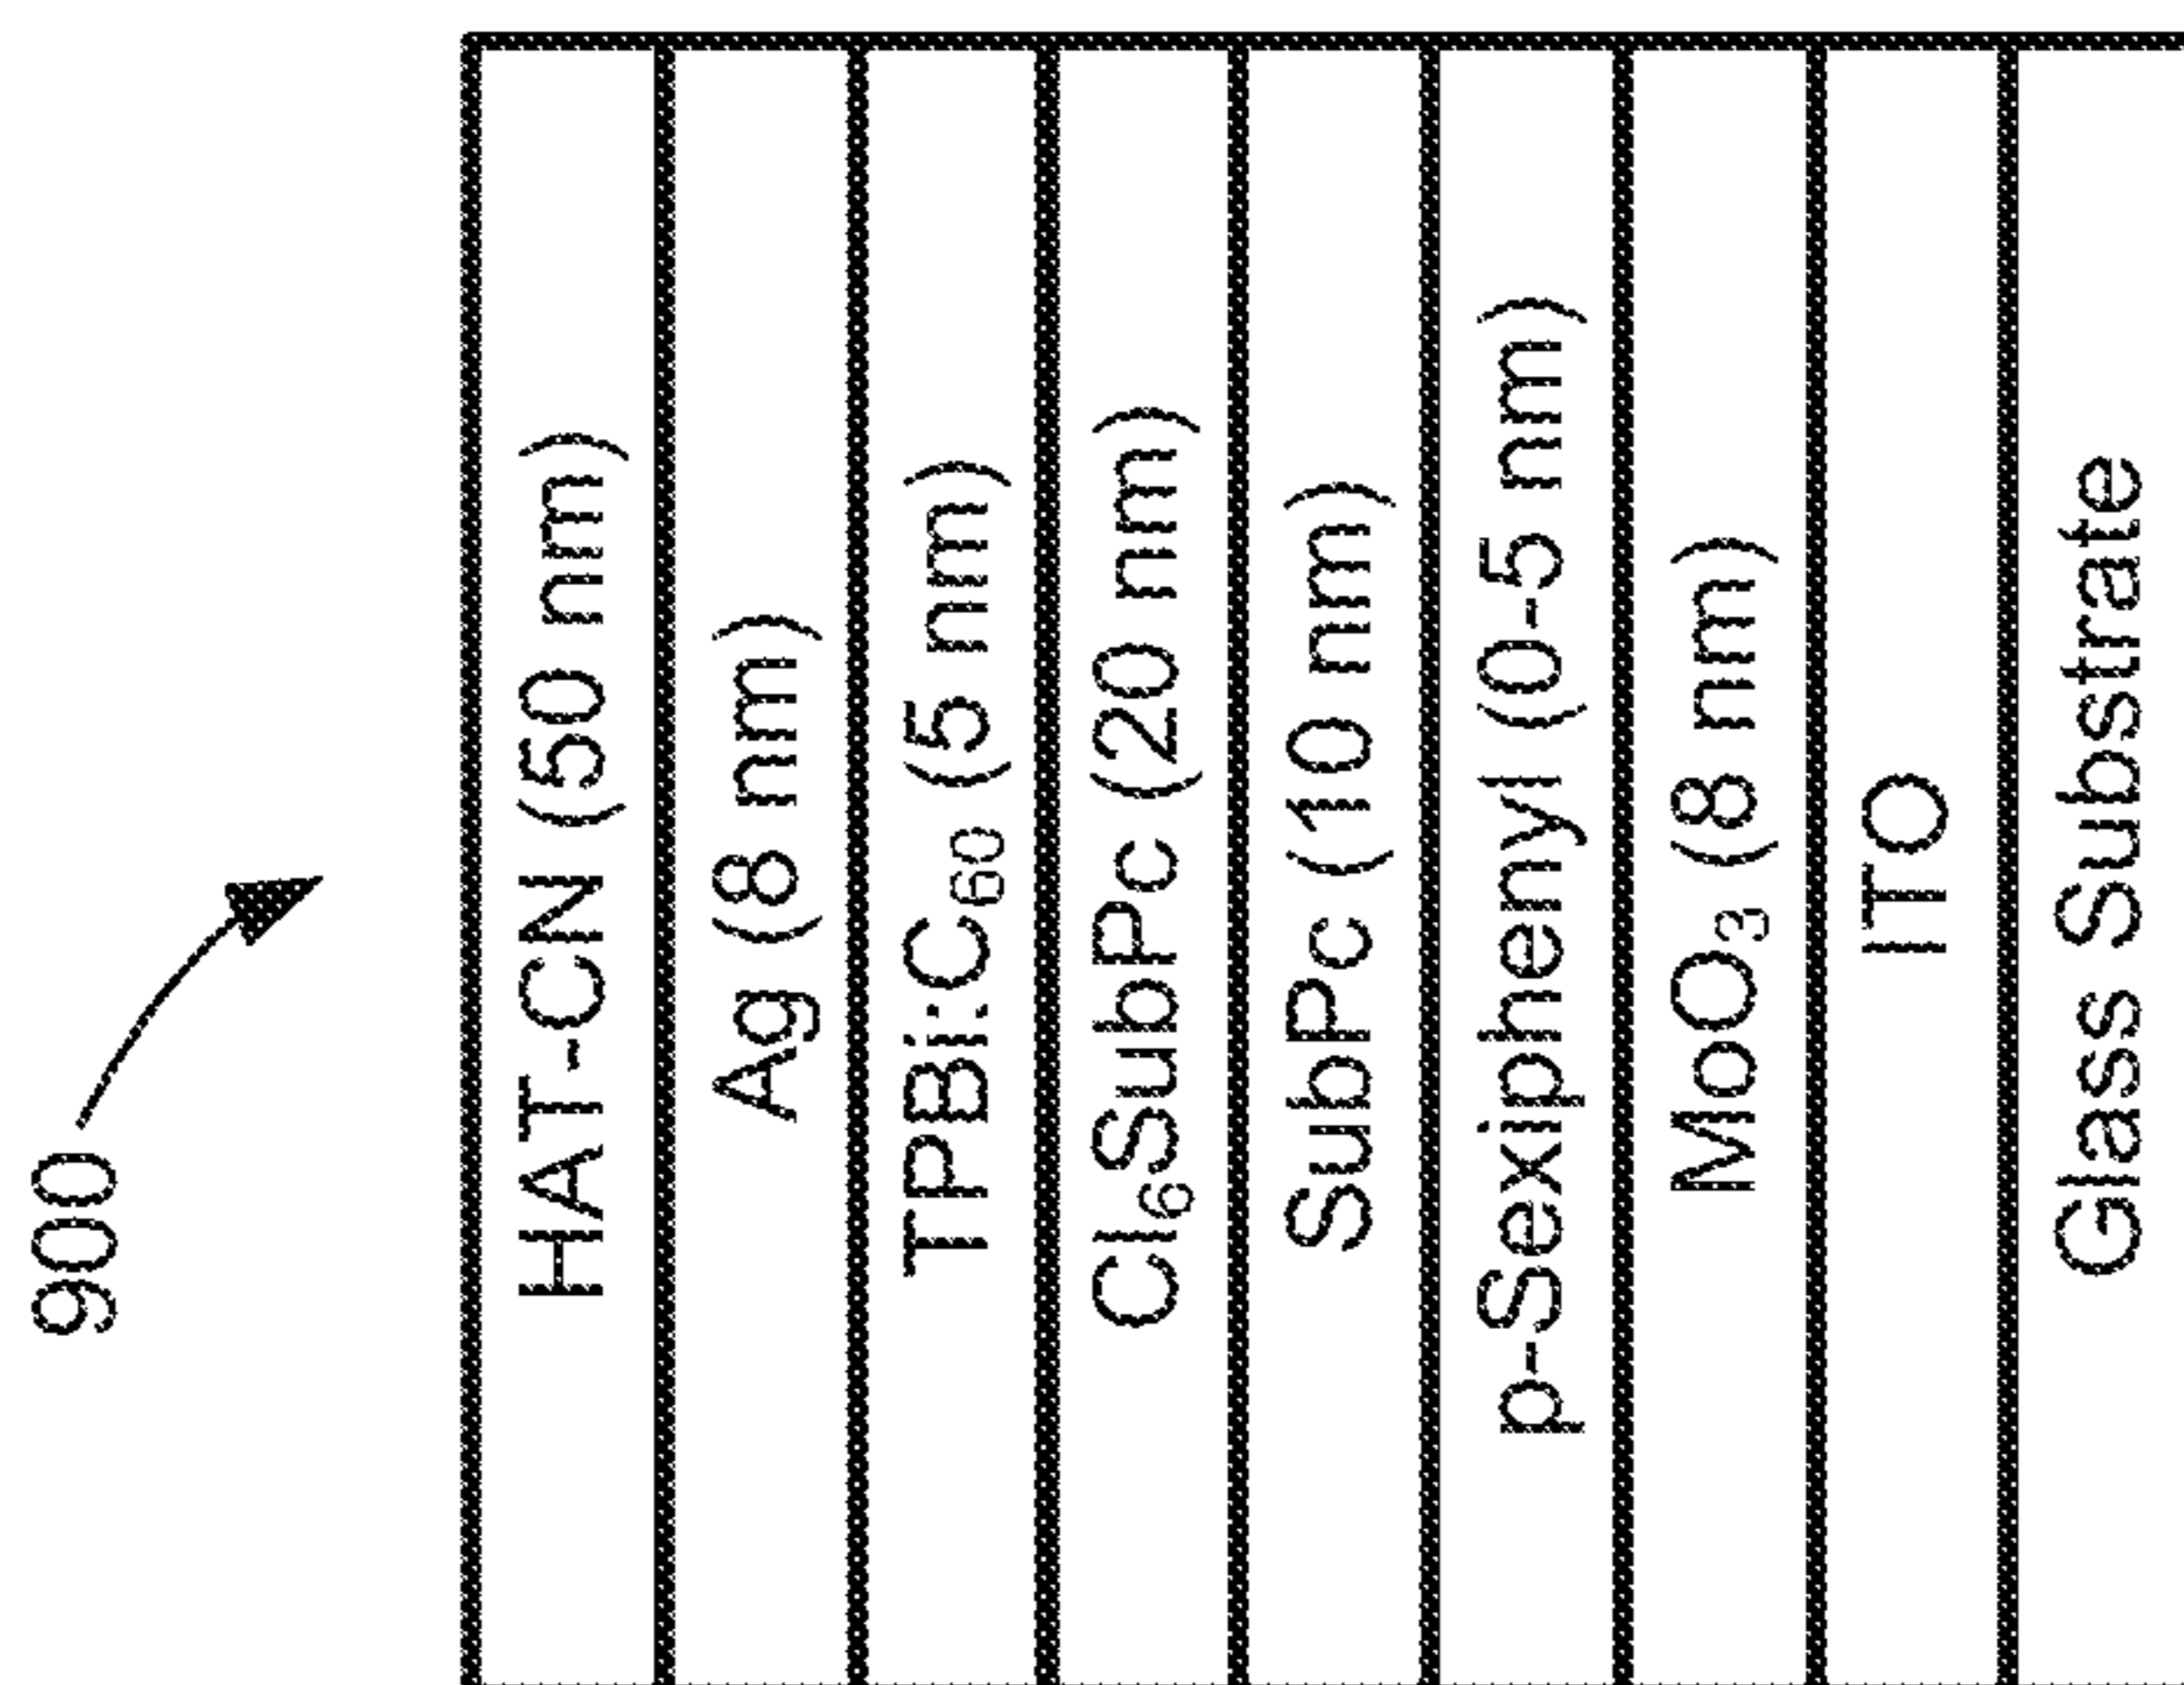 900
HAT-CN (50 nm)
Ag (8 nm)
TPBi:C₆₀ (5 nm)
Cl₆SubPc (20 nm)
SubPc (10 nm)
p-Sexiphenyl (0-5 nm)
MoO₃ (8 nm)
ITO
Glass Substrate